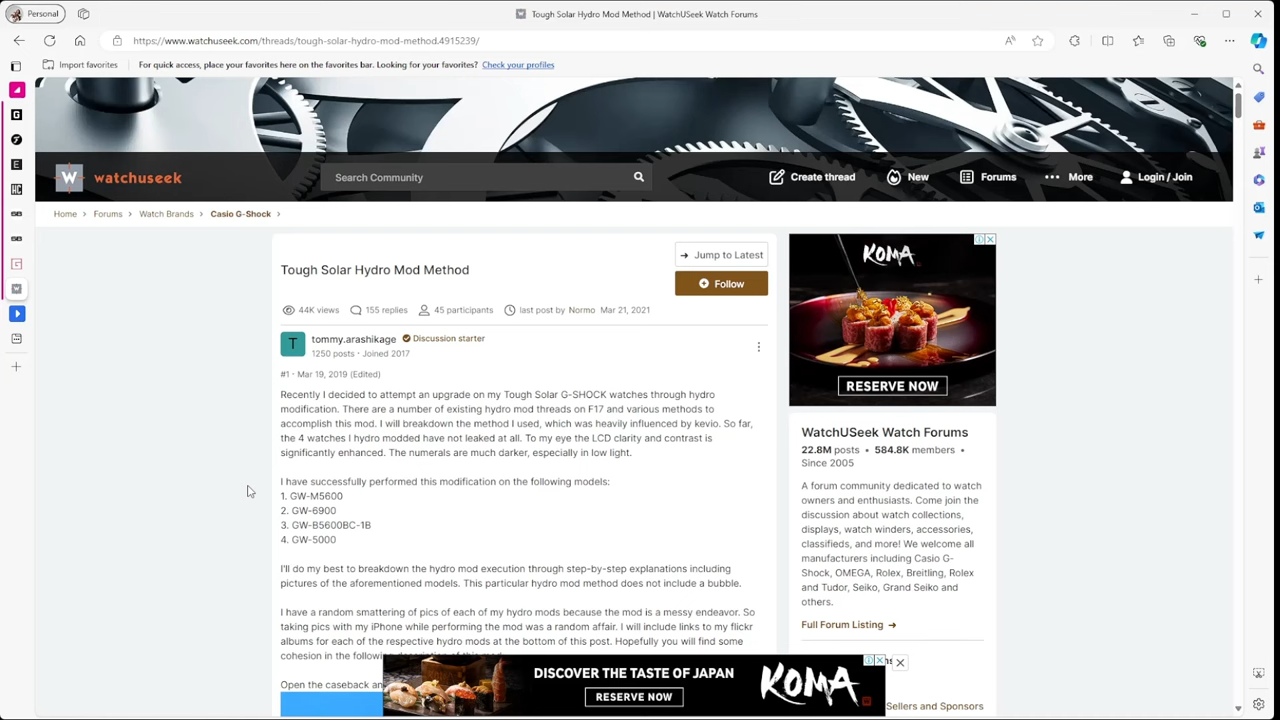 Personal
Tough Solar Hydro Mod Method | WatchUSeek Watch Forums
https://www.watchuseek.com/threads/tough-solar-hydro-mod-method.4915239/
Import favorites
For quick access, place your favorites here on the favorites bar. Looking for your favorites? Check your profiles
W watchuseek
Search Community
Create thread
New
Forums
More
Login / Join
Home
Forums
Watch Brands
Casio G-Shock
Tough Solar Hydro Mod Method
Jump to Latest
Follow
44K views
155 replies
45 participants
last post by Normo Mar 21, 2021
T
tommy.arashikage Discussion starter
1250 posts · Joined 2017
#1 · Mar 19, 2019 (Edited)
Recently I decided to attempt an upgrade on my Tough Solar G-SHOCK watches through hydro
modification. There are a number of existing hydro mod threads on F17 and various methods to
accomplish this mod. I will breakdown the method I used, which was heavily influenced by kevio. So far,
the 4 watches I hydro modded have not leaked at all. To my eye the LCD clarity and contrast is
significantly enhanced. The numerals are much darker, especially in low light.
I have successfully performed this modification on the following models:
1. GW-M5600
2. GW-6900
3. GW-B5600BC-1B
4. GW-5000
I'll do my best to breakdown the hydro mod execution through step-by-step explanations including
pictures of the aforementioned models. This particular hydro mod method does not include a bubble.
I have a random smattering of pics of each of my hydro mods because the mod is a messy endeavor. So
taking pics with my iPhone while performing the mod was a random affair. I will include links to my flickr
albums for each of the respective hydro mods at the bottom of this post. Hopefully you will find some
cohesion in the following
Open the caseback an
KOMA
RESERVE NOW
WatchUSeek Watch Forums
22.8M posts • 584.8K members •
Since 2005
A forum community dedicated to watch
owners and enthusiasts. Come join the
discussion about watch collections,
displays, watch winders, accessories,
classifieds, and more! We welcome all
manufacturers including Casio G-
Shock, OMEGA, Rolex, Breitling, Rolex
and Tudor, Seiko, Grand Seiko and
others.
Full Forum Listing
Sellers and Sponsors
DISCOVER THE TASTE OF JAPAN
RESERVE NOW
KOMA